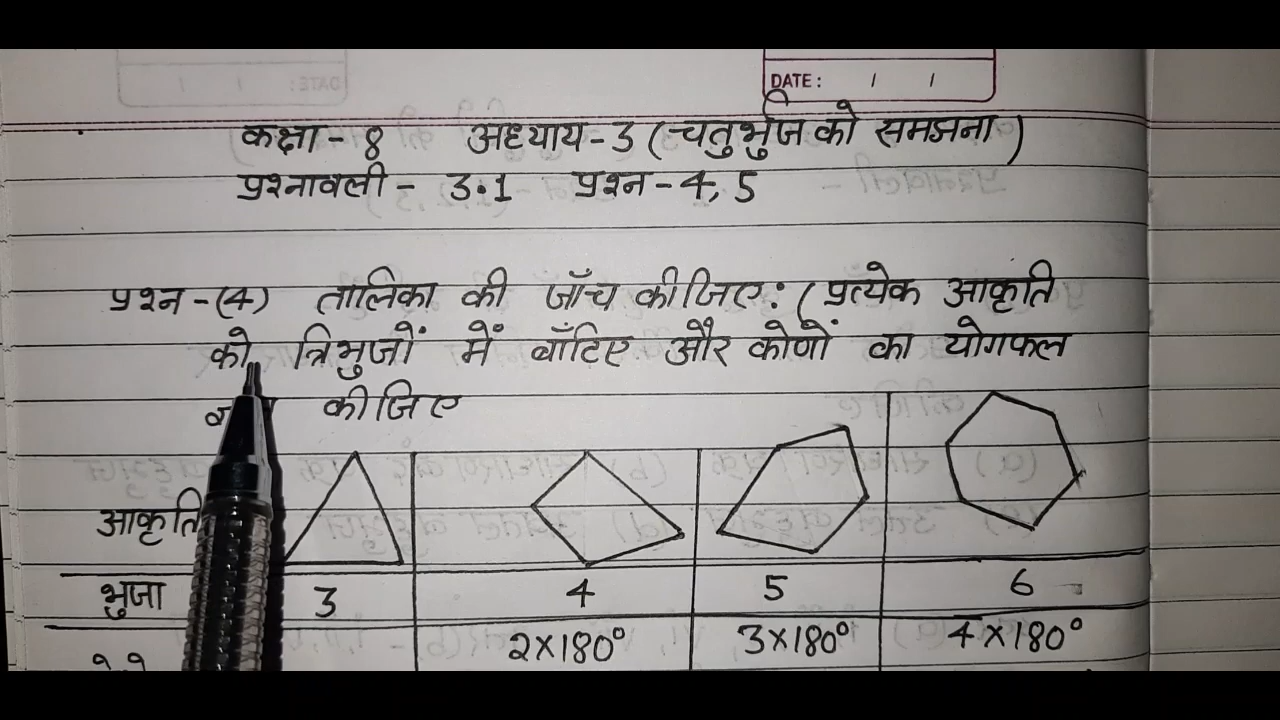 DATE: / /
कक्षा - 8 अध्याय - 3 (चतुर्भुज को समझना)
प्रश्नावली - 3.1 प्रश्न - 4, 5
प्रश्न - (4) तालिका की जाँच कीजिए: (प्रत्येक आकृति
को त्रिभुजों में बाँटिए और कोणों का योगफल
कीजिए
आकृति
भुजा 3 4 5 6
2×180° 3×180° 4×180°